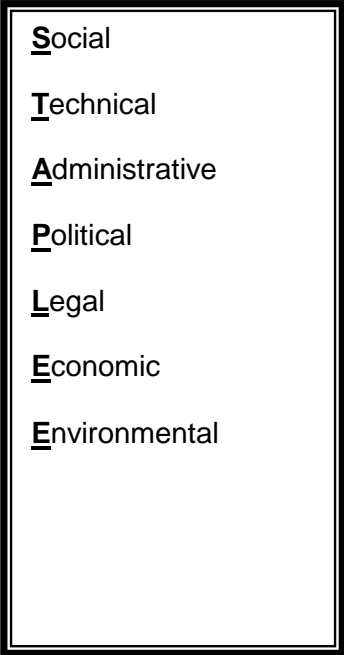 Social
Technical
Administrative
Political
Legal
Economic
Environmental